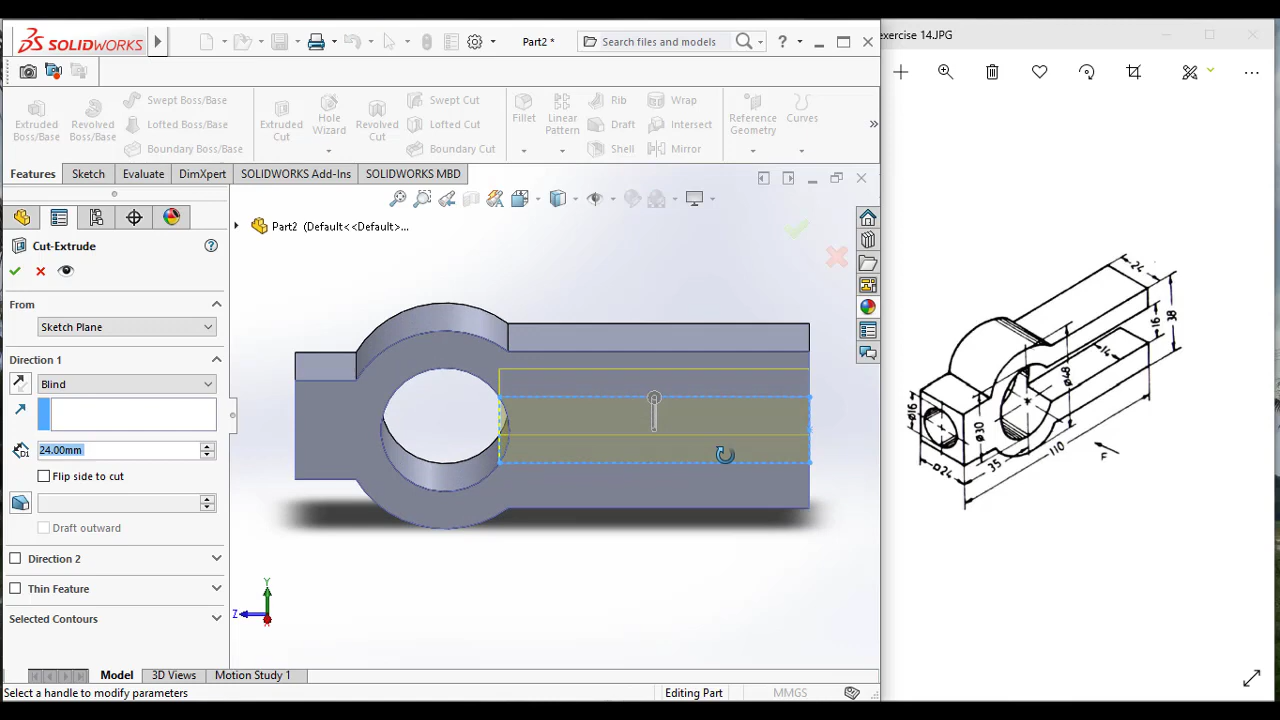 SOLIDWORKS
Part2 *
Search files and models
exercise 14.JPG
Extruded Boss/Base
Revolved Boss/Base
Swept Boss/Base
Lofted Boss/Base
Boundary Boss/Base
Extruded Cut
Hole Wizard
Revolved Cut
Swept Cut
Lofted Cut
Boundary Cut
Fillet
Linear Pattern
Rib
Draft
Shell
Wrap
Intersect
Mirror
Reference Geometry
Curves
Features
Sketch
Evaluate
DimXpert
SOLIDWORKS Add-Ins
SOLIDWORKS MBD
Part2 (Default<<Default>...
Cut-Extrude
From
Sketch Plane
Direction 1
Blind
D1
24.00mm
Flip side to cut
Draft outward
Direction 2
Thin Feature
Selected Contours
Y
Z
X
24
38
16
14
Ø48
Ø16
Ø30
□24
35
110
F
Model
3D Views
Motion Study 1
Select a handle to modify parameters
Editing Part
MMGS